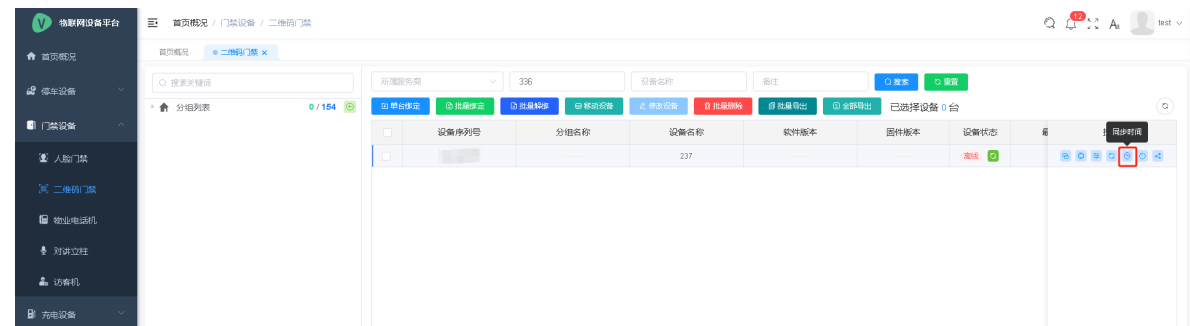 物联网设备平台
首页概况 / 门禁设备 / 二维码门禁
12
test
首页概况
二维码门禁 ×
首页概况
停车设备
门禁设备
人脸门禁
二维码门禁
物业电话机
对讲立柱
访客机
充电设备
搜索关键词
分组列表 0 / 154
所属服务商 336 设备名称 备注 搜索 重置
单台绑定 批量绑定 批量解绑 移动设备 修改设备 批量删除 批量导出 全部导出 已选择设备 0 台
设备序列号 分组名称 设备名称 软件版本 固件版本 设备状态 最
同步时间
237 离线